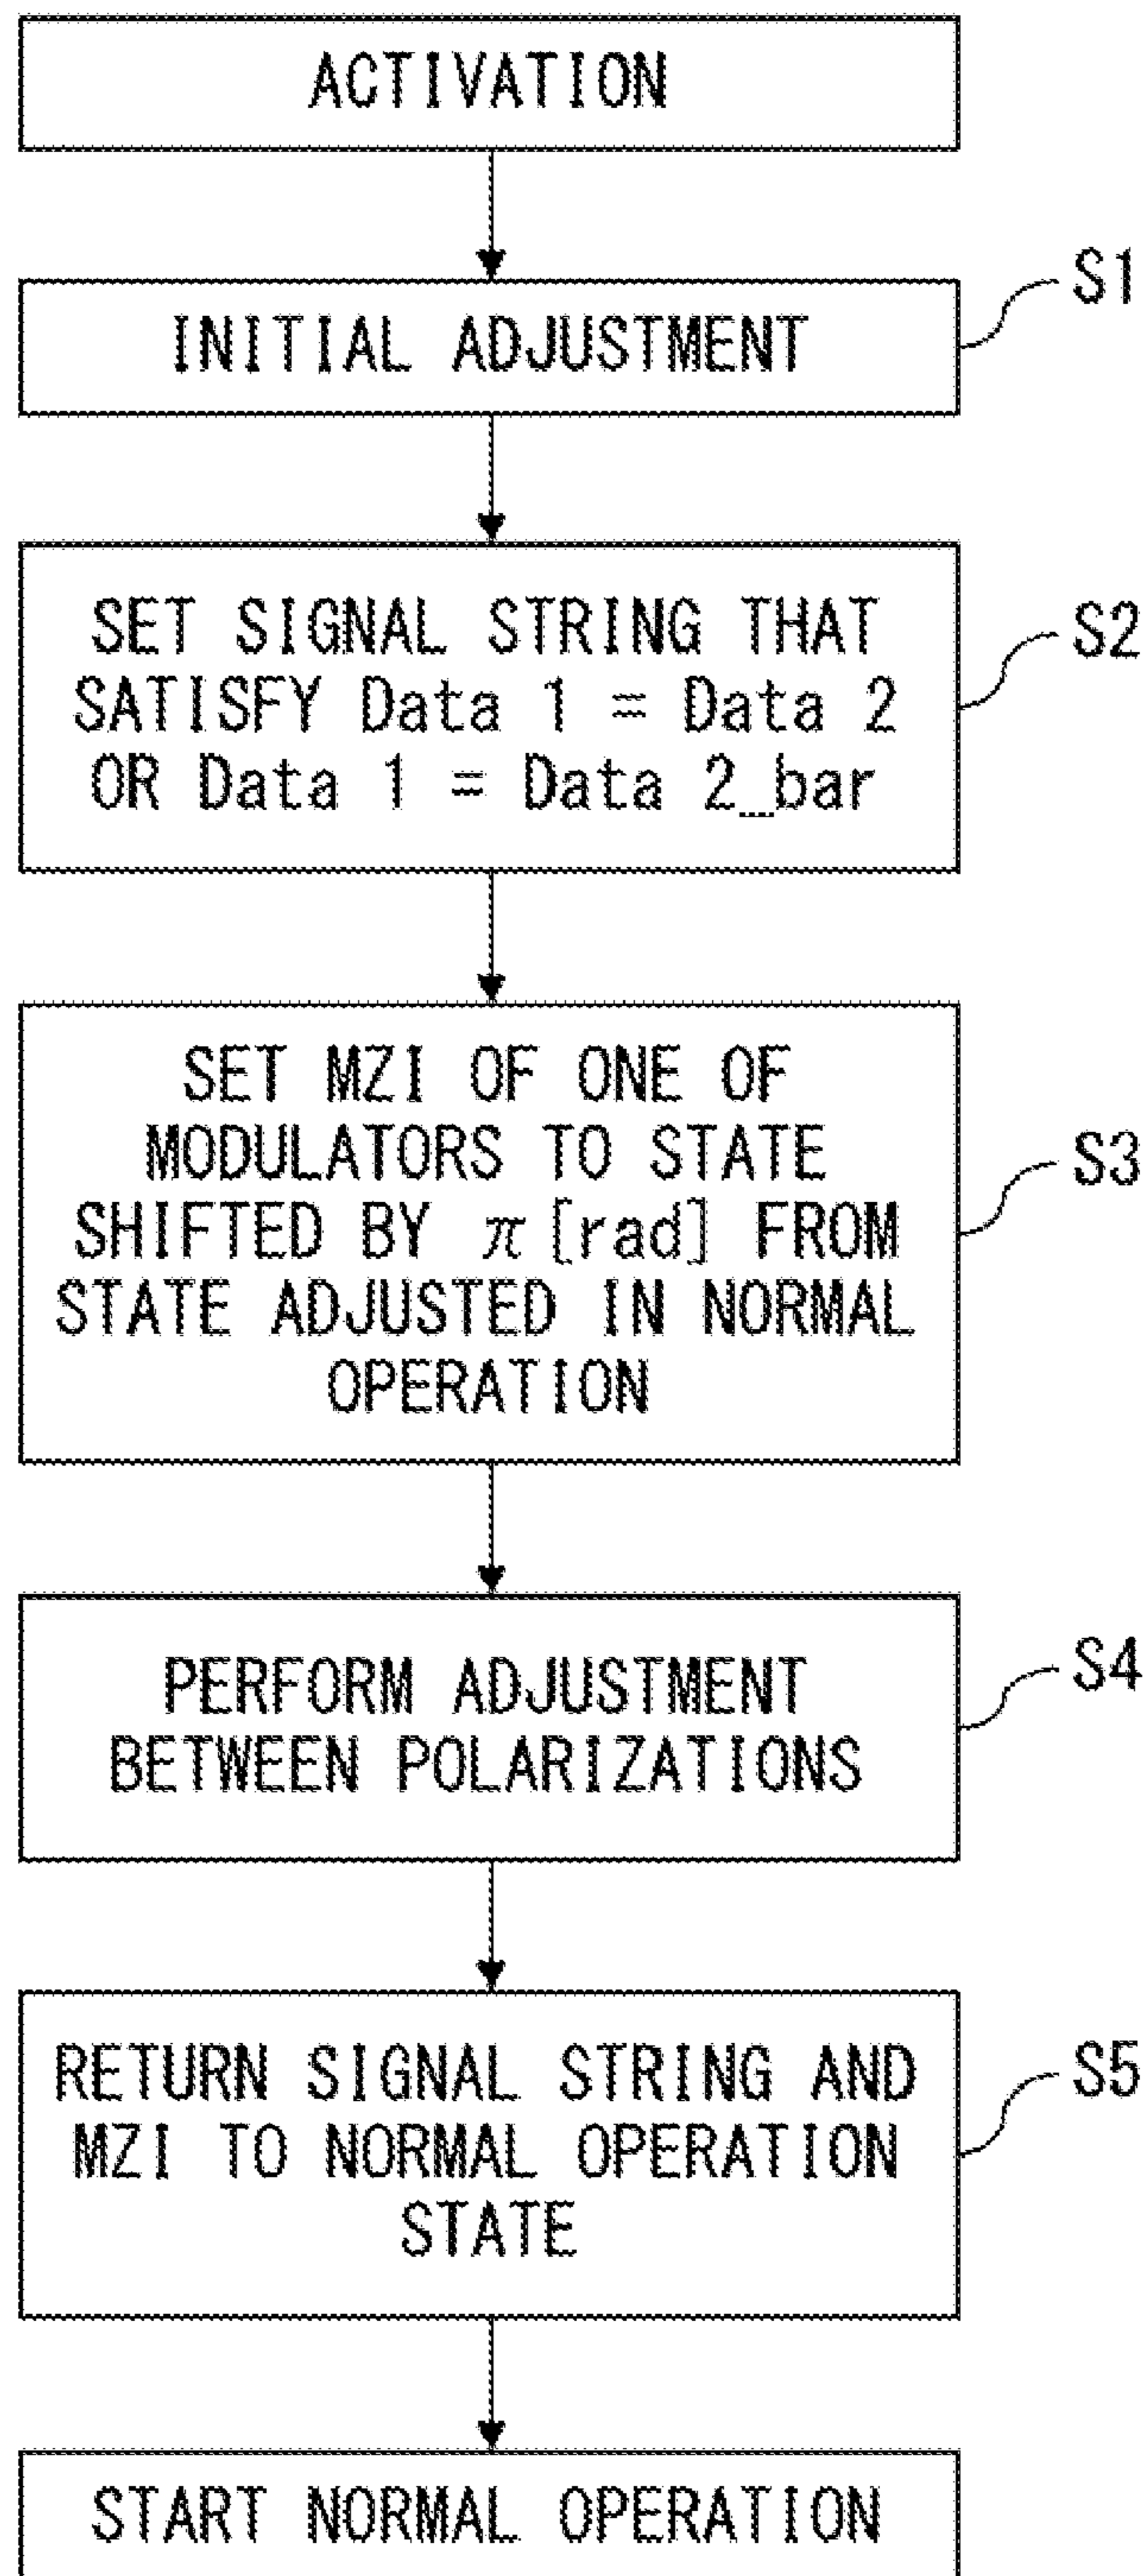 ACTIVATION
INITIAL ADJUSTMENT
S1
SET SIGNAL STRING THAT
SATISFY Data 1 = Data 2
OR Data 1 = Data 2_bar
S2
SET MZI OF ONE OF
MODULATORS TO STATE
SHIFTED BY π[rad] FROM
STATE ADJUSTED IN NORMAL
OPERATION
S3
PERFORM ADJUSTMENT
BETWEEN POLARIZATIONS
S4
RETURN SIGNAL STRING AND
MZI TO NORMAL OPERATION
STATE
S5
START NORMAL OPERATION